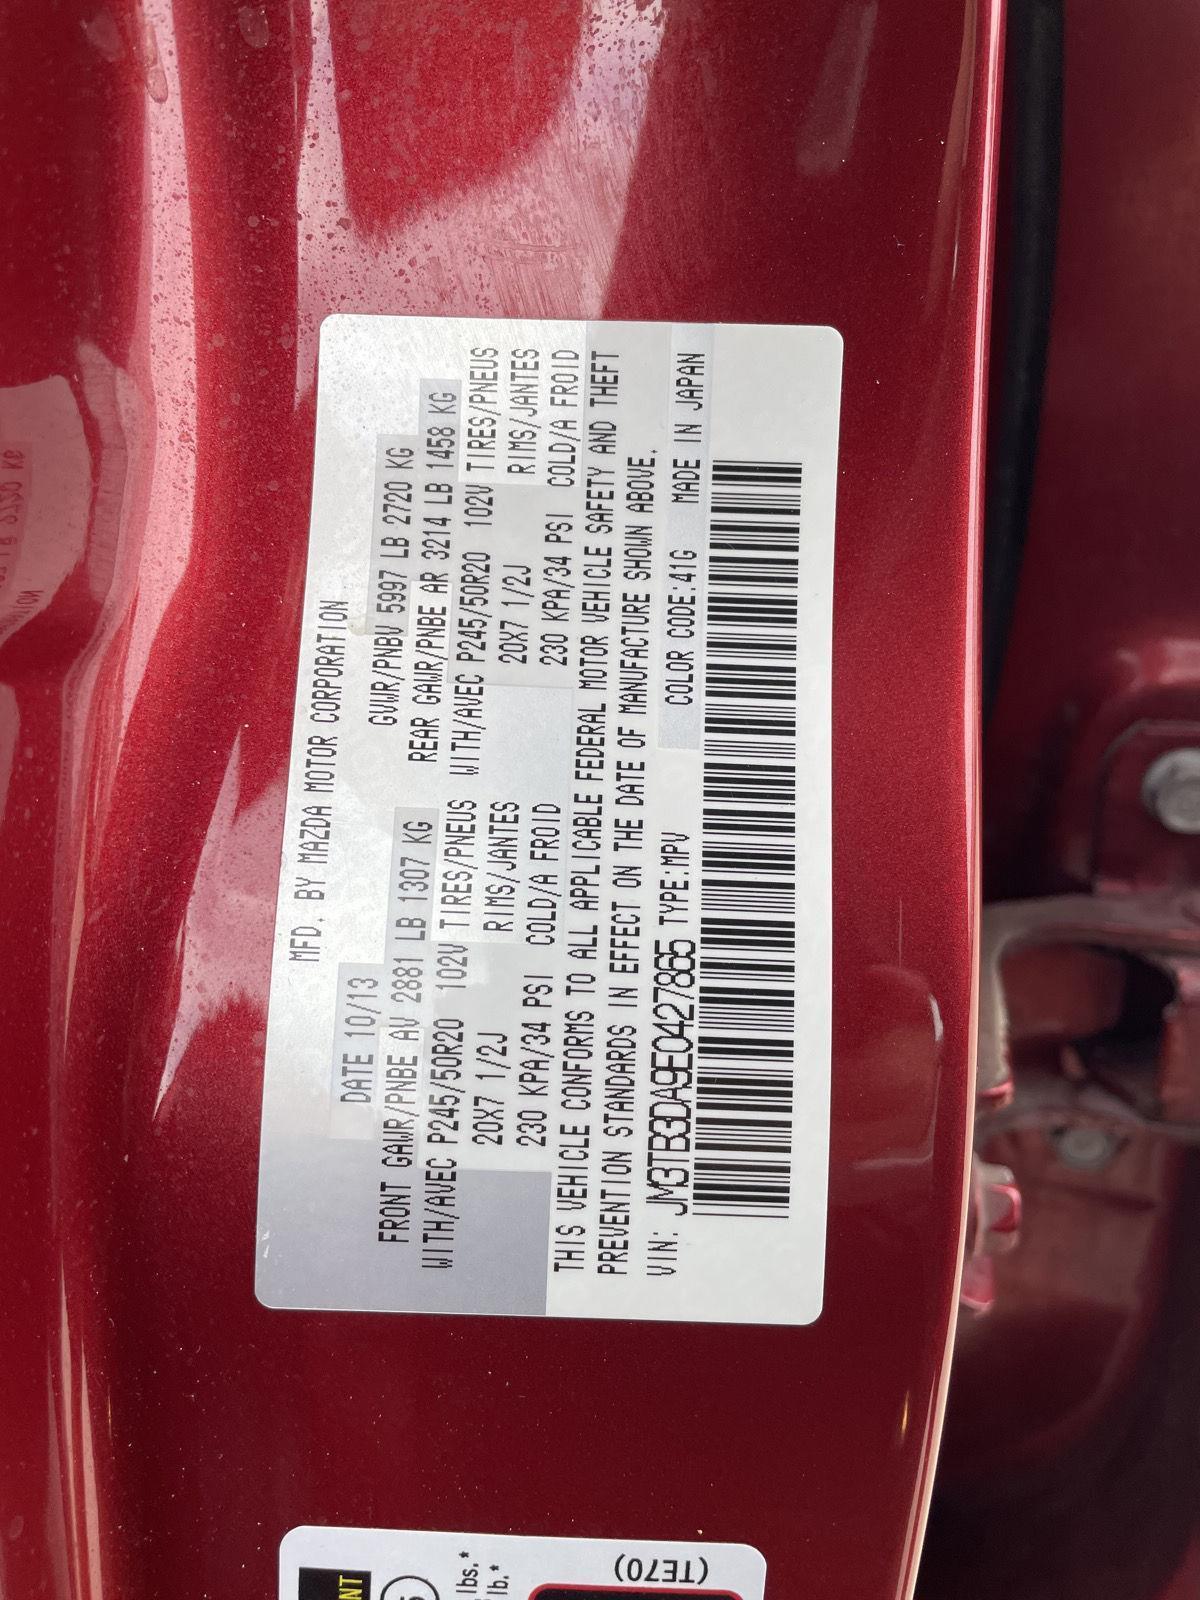 MFD. BY MAZDA MOTOR CORPORATION
DATE 10/13 GVWR/PNBV 5997 LB 2720 KG
FRONT GAWR/PNBE AV 2881 LB 1307 KG REAR GAWR/PNBE AR 3214 LB 1458 KG
WITH/AVEC P245/50R20 102V TIRES/PNEUS WITH/AVEC P245/50R20 102V TIRES/PNEUS
20X7 1/2J RIMS/JANTES 20X7 1/2J RIMS/JANTES
230 KPA/34 PSI COLD/A FROID 230 KPA/34 PSI COLD/A FROID
THIS VEHICLE CONFORMS TO ALL APPLICABLE FEDERAL MOTOR VEHICLE SAFETY AND THEFT
PREVENTION STANDARDS IN EFFECT ON THE DATE OF MANUFACTURE SHOWN ABOVE.
VIN: JM3TB3DA9E0427865 TYPE:MPV COLOR CODE:41G MADE IN JAPAN
lbs.*
lb.*
(TE70)